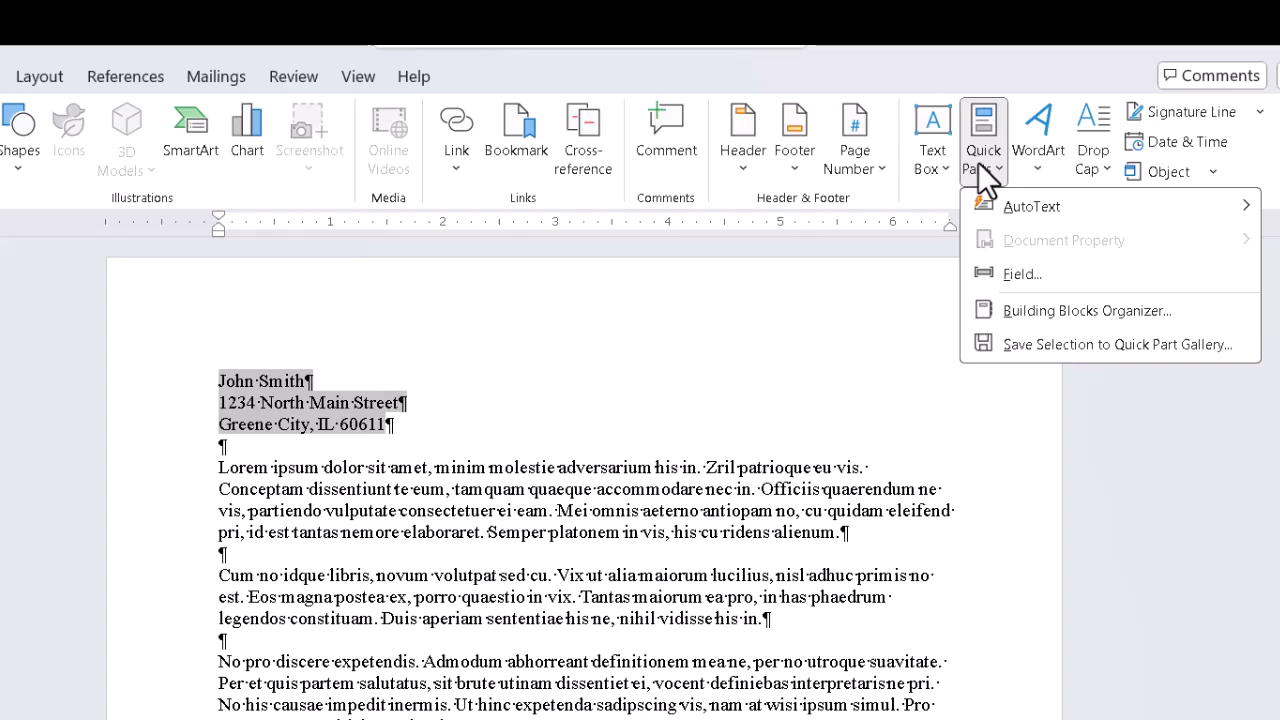 Layout References Mailings Review View Help Comments
Shapes Icons 3D Models SmartArt Chart Screenshot Online Videos Link Bookmark Cross-reference Comment Header Footer Page Number Text Box Quick Parts WordArt Drop Cap Signature Line
Date & Time
Object
Illustrations Media Links Comments Header & Footer
1 2 3 4 5 6
AutoText
Document Property
Field...
Building Blocks Organizer...
Save Selection to Quick Part Gallery...
John·Smith¶
1234·North·Main·Street¶
Greene·City,·IL·60611¶
¶
Lorem·ipsum·dolor·sit·amet,·minim·molestie·adversarium·his·in.··Zril·patrioque·eu·vis.··
Conceptam·dissentiunt·te·eum,·tamquam·quaeque·accommodare·nec·in.··Officiis·quaerendum·ne·
vis,·partiendo·vulputate·consectetuer·ei·eam.··Mei·omnis·aeterno·antiopam·no,·cu·quidam·eleifend·
pri,·id·est·tantas·nemore·elaboraret.··Semper·platonem·in·vis,·his·cu·ridens·alienum.¶
¶
Cum·no·idque·libris,·novum·volutpat·sed·cu.··Vix·ut·alia·maiorum·lucilius,·nisl·adhuc·primis·no·
est.··Eos·magna·postea·ex,·porro·quaestio·in·vix.··Tantas·maiorum·ea·pro,·in·has·phaedrum·
legendos·constituam.··Duis·aperiam·sententiae·his·ne,·nihil·vidisse·his·in.¶
¶
No·pro·discere·expetendis.··Admodum·abhorreant·definitionem·mea·ne,·per·no·utroque·suavitate.··
Per·et·quis·partem·salutatus,·sit·brute·utinam·dissentiet·ei,·vocent·definiebas·interpretaris·ne·pri.··
No·his·causae·impedit·inermis.··Ut·hinc·expetenda·sadipscing·vis,·nam·at·wisi·ipsum·simul.··Pro·